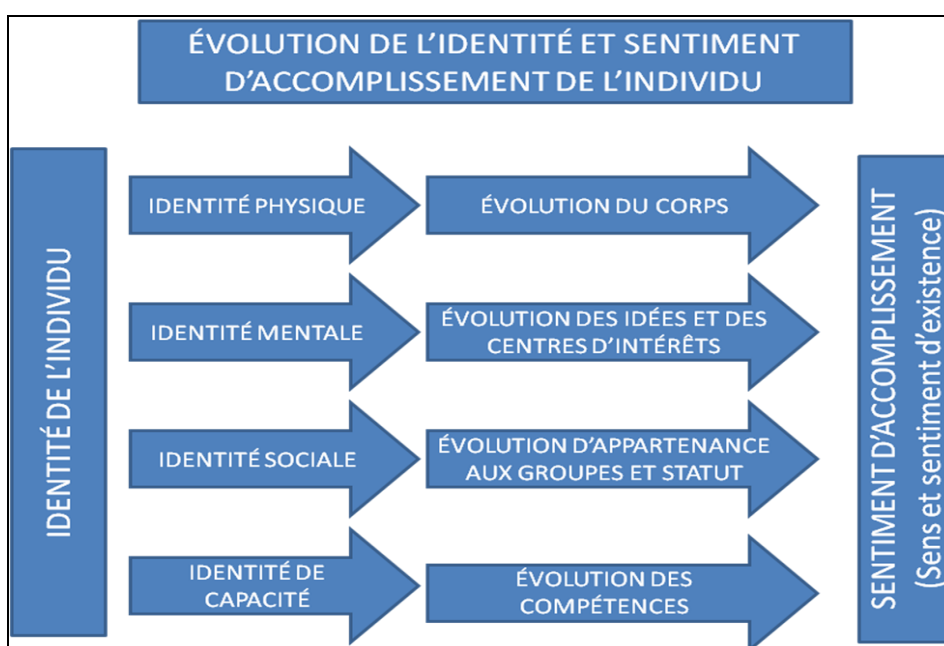 ÉVOLUTION DE L'IDENTITÉ ET SENTIMENT
D'ACCOMPLISSEMENT DE L'INDIVIDU
IDENTITÉ DE L'INDIVIDU
IDENTITÉ PHYSIQUE
ÉVOLUTION DU CORPS
IDENTITÉ MENTALE
ÉVOLUTION DES IDÉES ET DES
CENTRES D'INTÉRÊTS
IDENTITÉ SOCIALE
ÉVOLUTION D'APPARTENANCE
AUX GROUPES ET STATUT
IDENTITÉ DE
CAPACITÉ
ÉVOLUTION DES
COMPÉTENCES
SENTIMENT D'ACCOMPLISSEMENT
(Sens et sentiment d'existence)